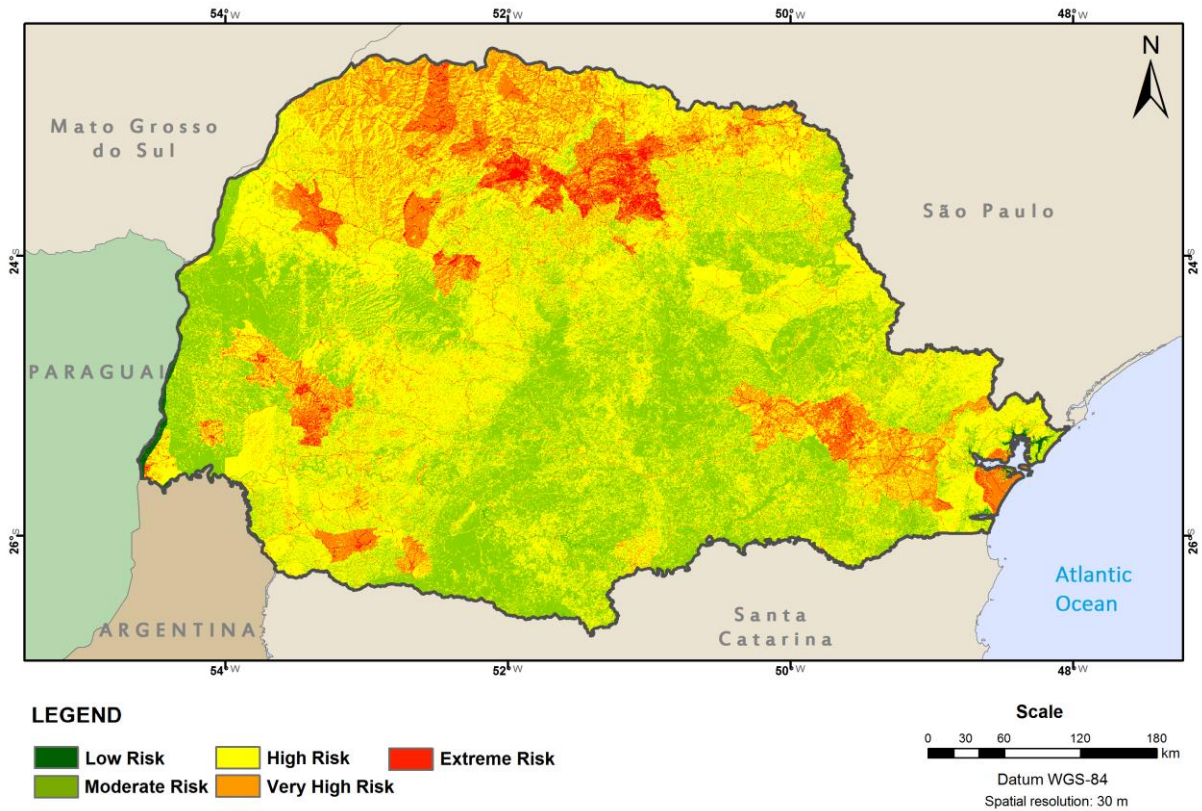 54°W 52°W 50°W 48°W
N
Mato Grosso
do Sul
São Paulo
24°S 24°S
PARAGUAI
26°S 26°S
Atlantic
Ocean
Santa
Catarina
ARGENTINA
54°W 52°W 50°W 48°W
LEGEND
Low Risk High Risk Extreme Risk
Moderate Risk Very High Risk
Scale
0 30 60 120 180
km
Datum WGS-84
Spatial resolution: 30 m